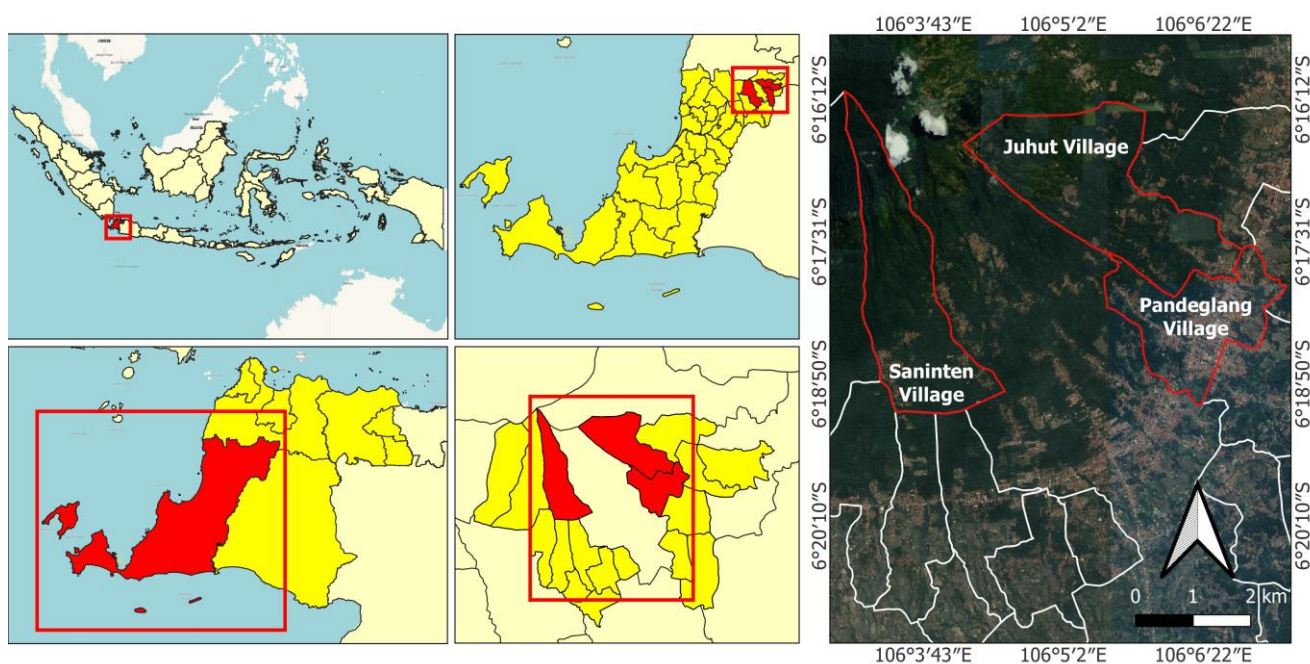 106°3′43″E 106°5′2″E 106°6′22″E
6°16′12″S
6°17′31″S
6°18′50″S
6°20′10″S
Juhut Village
Pandeglang
Village
Saninten
Village
6°16′12″S
6°17′31″S
6°18′50″S
6°20′10″S
0 1 2 km
106°3′43″E 106°5′2″E 106°6′22″E